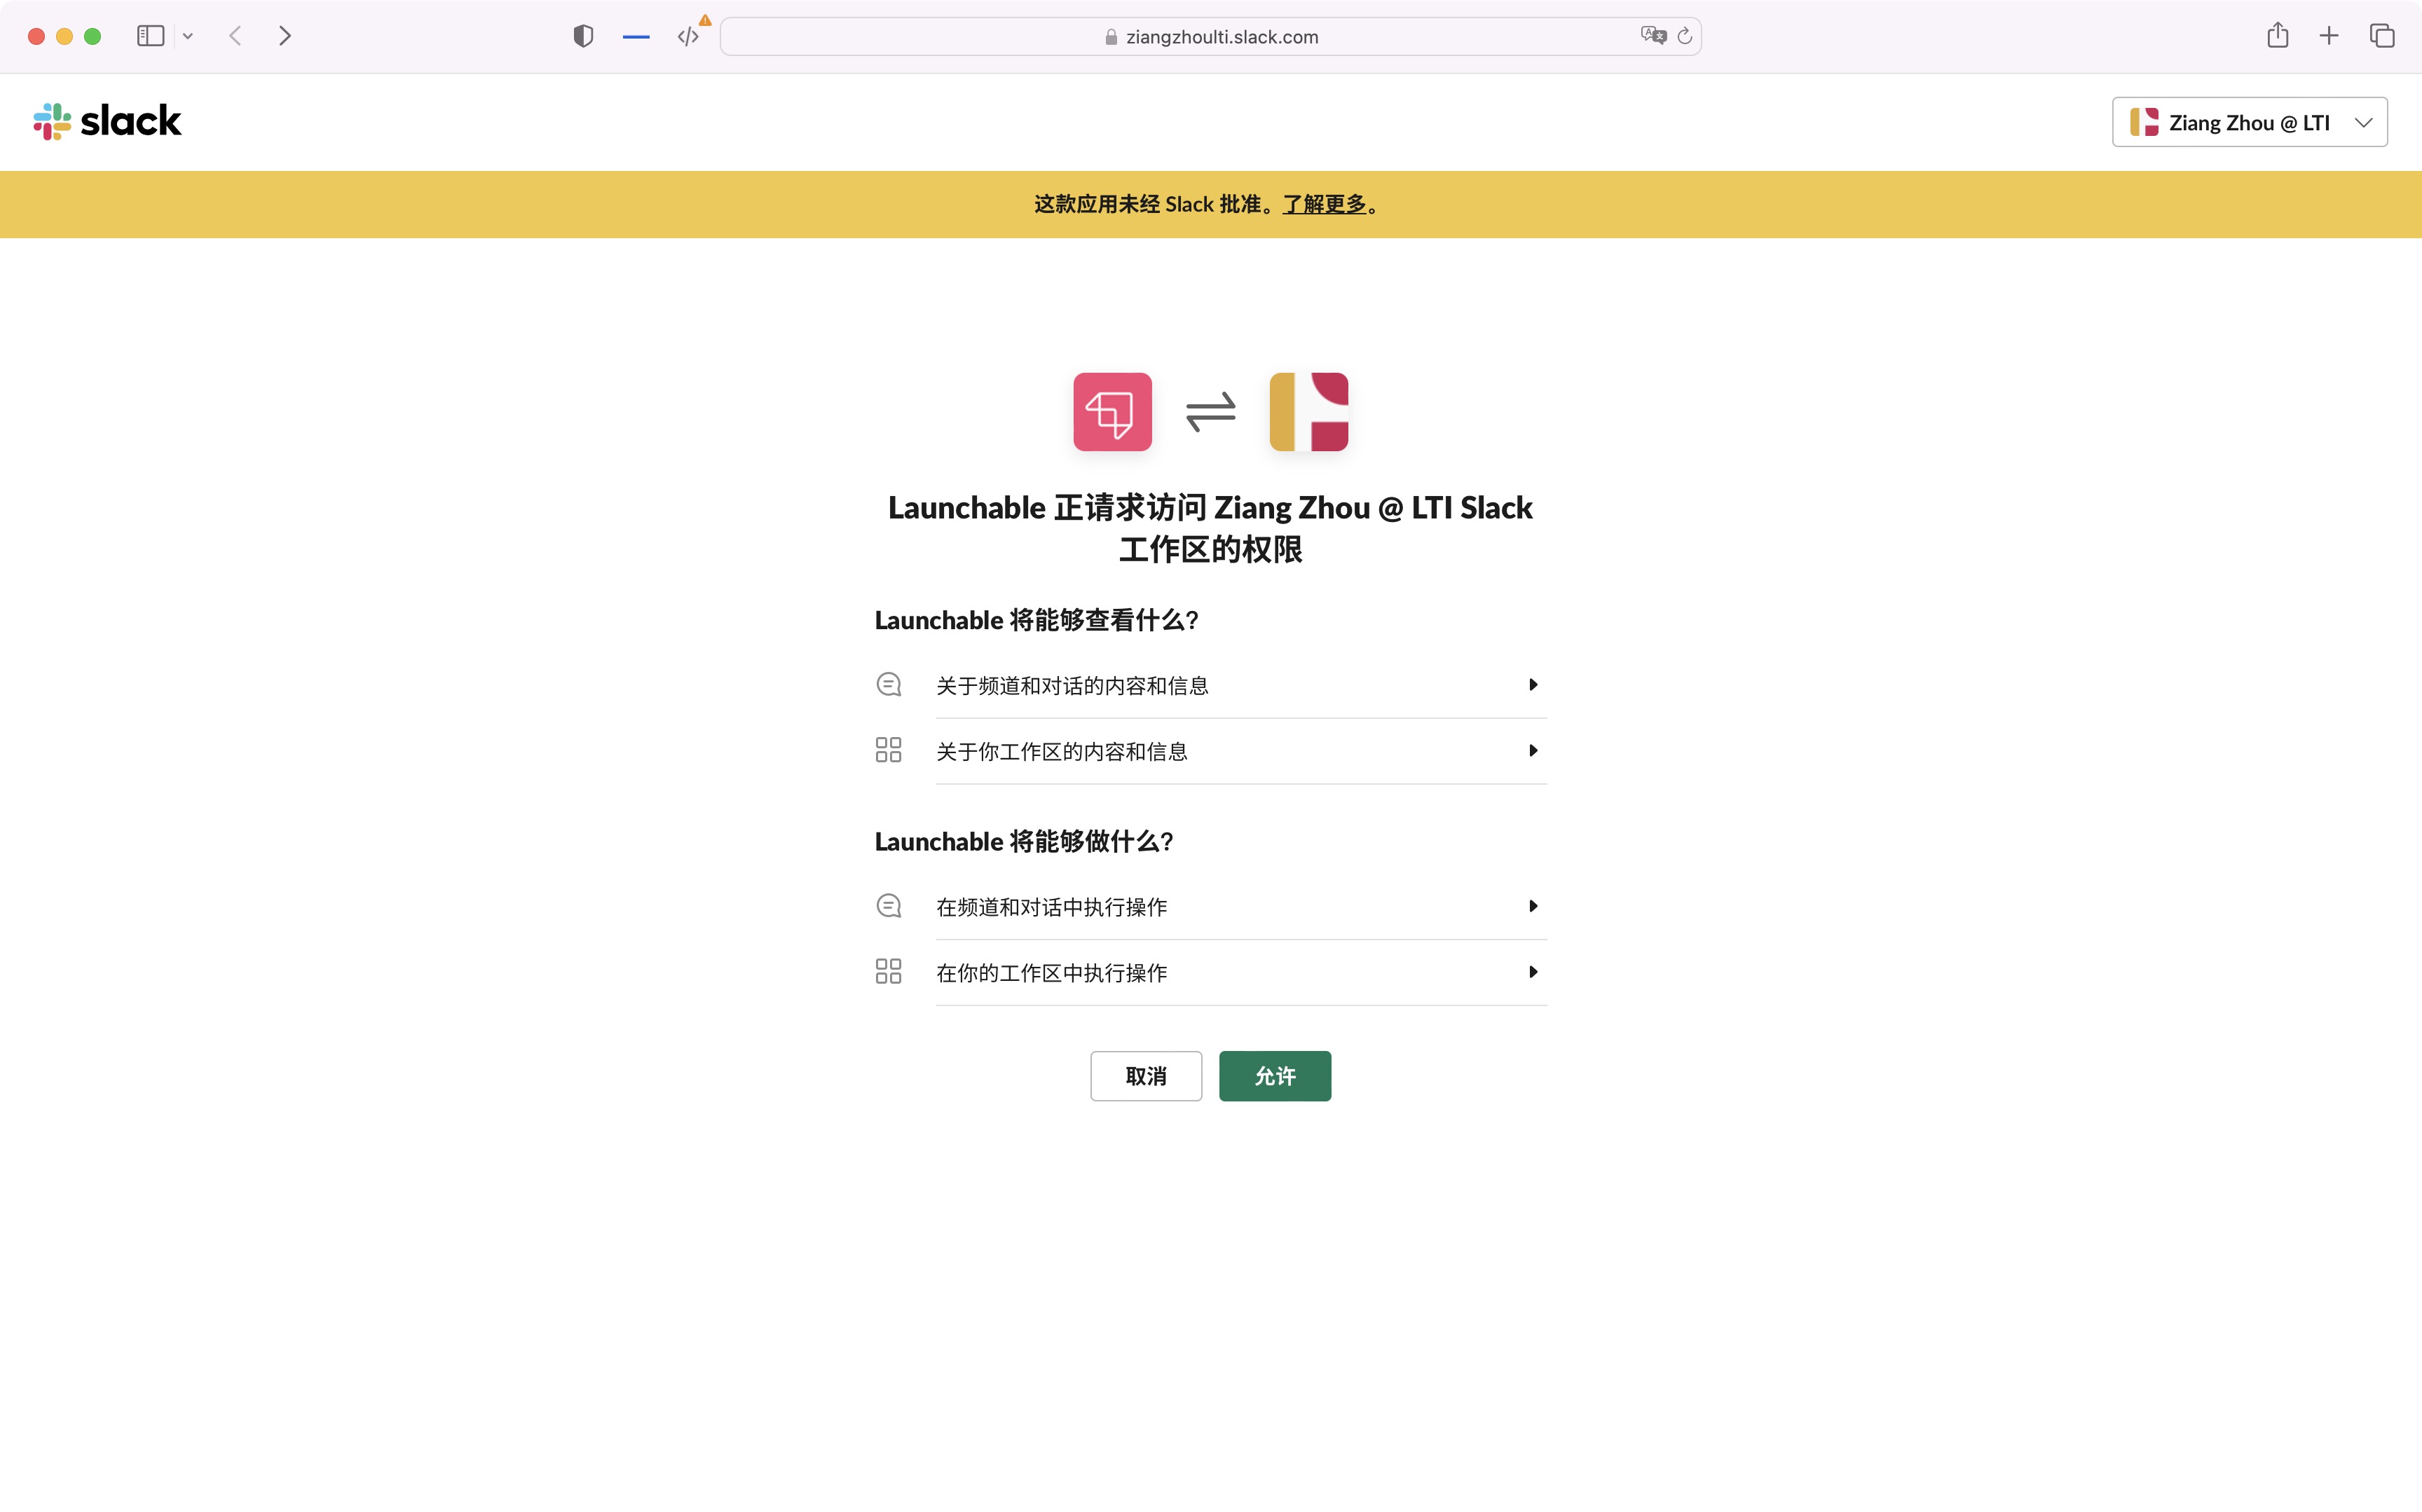 ziangzhoulti.slack.com
slack
Ziang Zhou @ LTI
这款应用未经 Slack 批准。了解更多。
Launchable 正请求访问 Ziang Zhou @ LTI Slack
工作区的权限
Launchable 将能够查看什么？
关于频道和对话的内容和信息
关于你工作区的内容和信息
Launchable 将能够做什么？
在频道和对话中执行操作
在你的工作区中执行操作
取消
允许